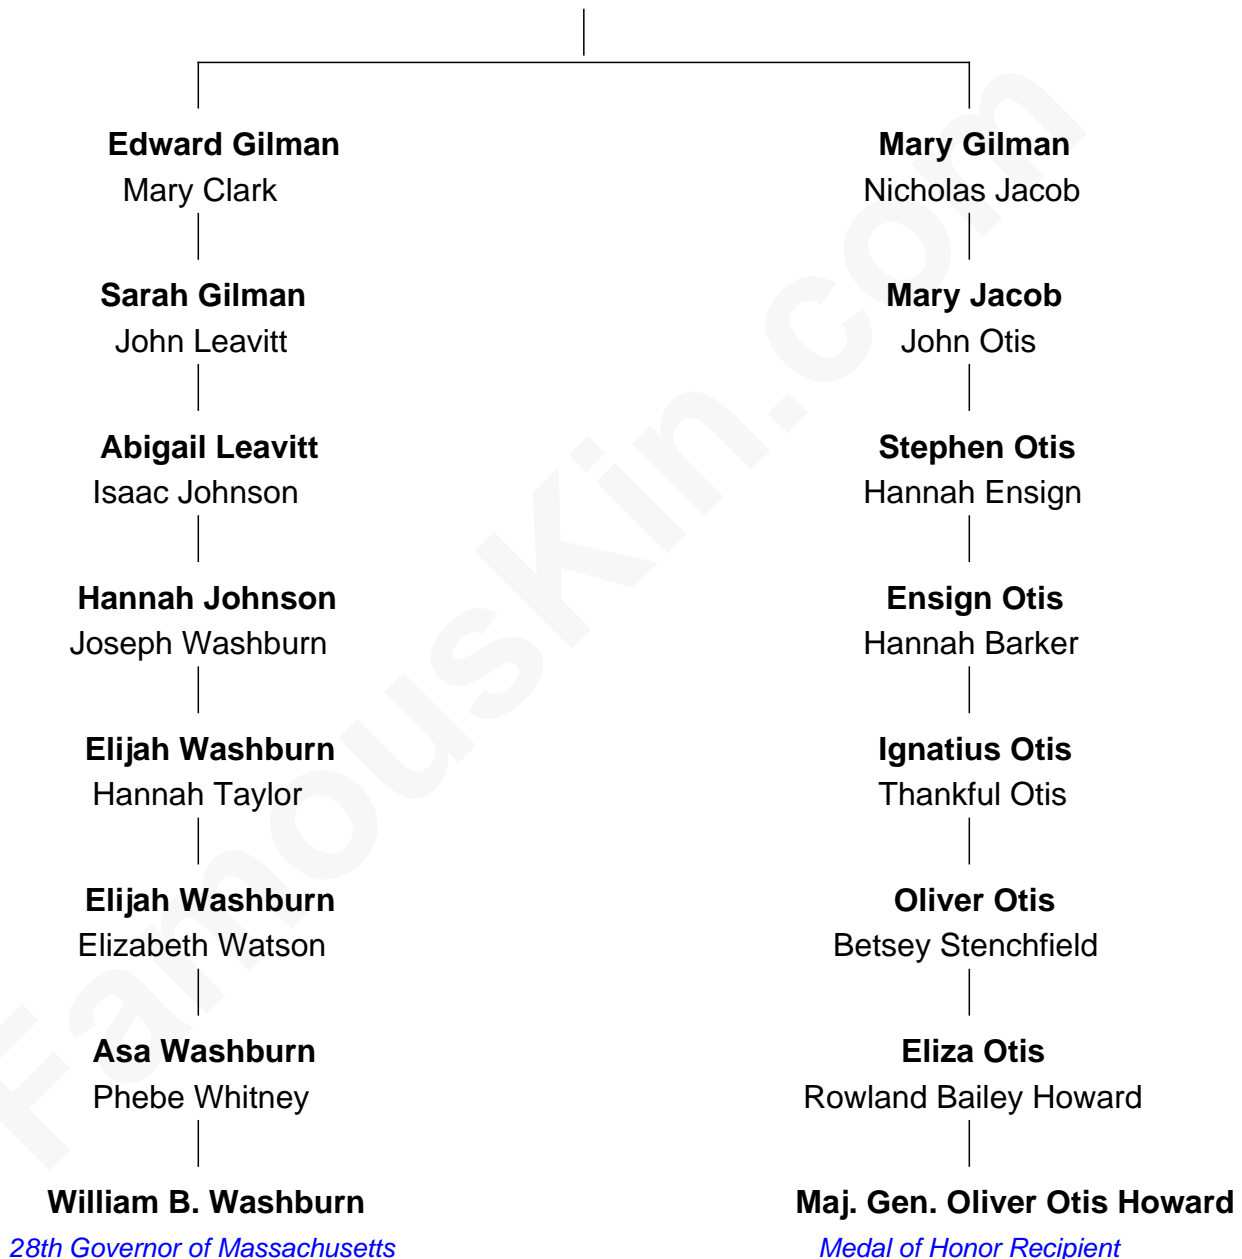 Edward Gilman
Mary Clark
Sarah Gilman
John Leavitt
Abigail Leavitt
Isaac Johnson
Hannah Johnson
Joseph Washburn
Elijah Washburn
Hannah Taylor
Elijah Washburn
Elizabeth Watson
Asa Washburn
Phebe Whitney
William B. Washburn
28th Governor of Massachusetts
Mary Gilman
Nicholas Jacob
Mary Jacob
John Otis
Stephen Otis
Hannah Ensign
Ensign Otis
Hannah Barker
Ignatius Otis
Thankful Otis
Oliver Otis
Betsey Stenchfield
Eliza Otis
Rowland Bailey Howard
Maj. Gen. Oliver Otis Howard
Medal of Honor Recipient
FamousKin.com